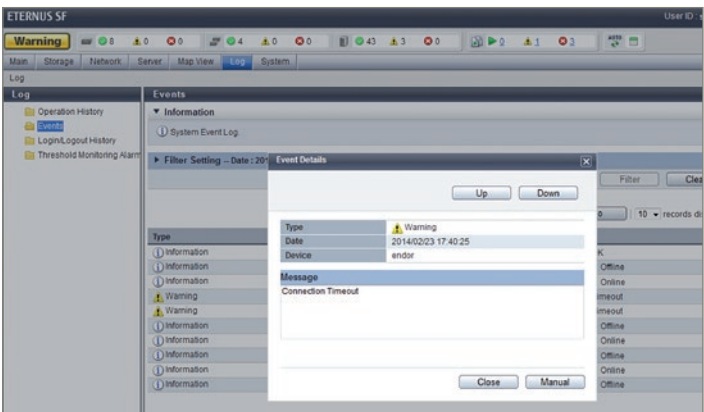 ETERNUS SF
User ID :
Warning 8 0 0 4 0 0 43 3 0 0 1 3 AUTO
Main Storage Network Server Map View Log System
Log
Log
Operation History
Events
Login/Logout History
Threshold Monitoring Alarm
Events
Information
System Event Log.
Filter Setting -- Date : 20
Filter Clea
10 records di
Type
Information K
Information Offline
Information Online
Warning imeout
Warning imeout
Information Offline
Information Online
Information Offline
Information Online
Information Offline
Event Details
Up Down
Type Warning
Date 2014/02/23 17:40:25
Device endor
Message
Connection Timeout
Close Manual